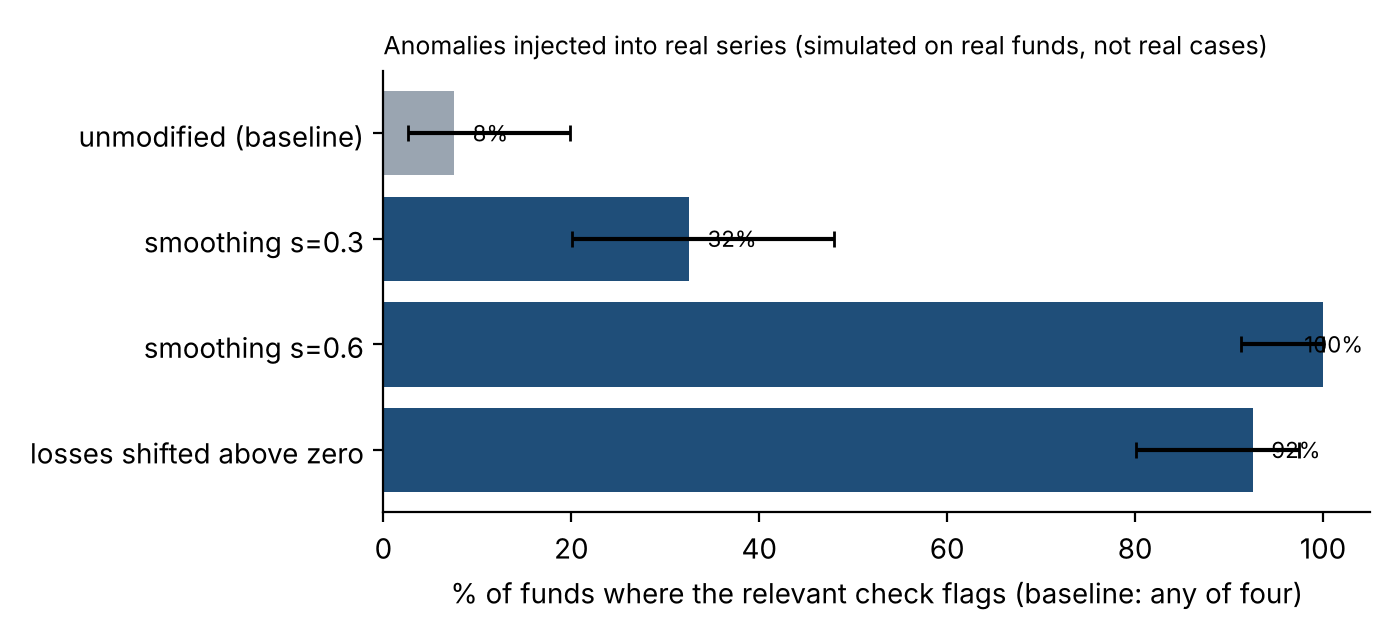 Anomalies injected into real series (simulated on real funds, not real cases)
unmodified (baseline)
8%
smoothing s=0.3
32%
smoothing s=0.6
100%
losses shifted above zero
92%
0 20 40 60 80 100
% of funds where the relevant check flags (baseline: any of four)